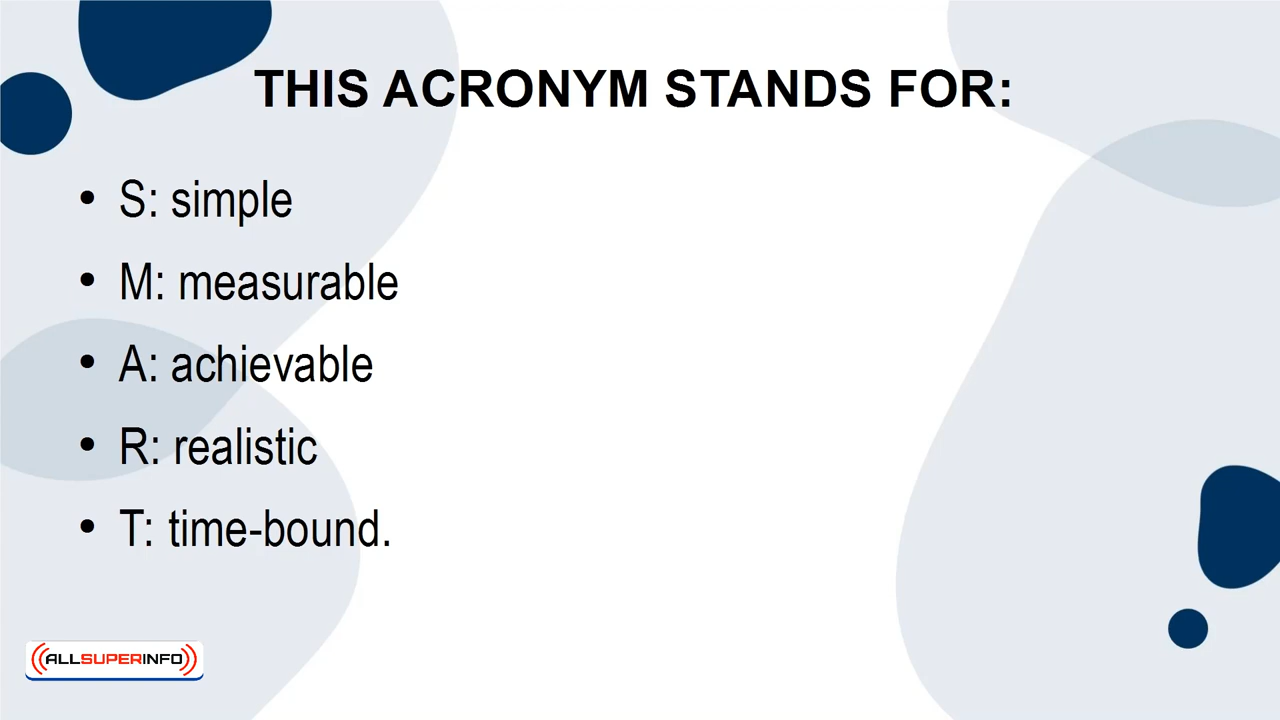 THIS ACRONYM STANDS FOR:
• S: simple
• M: measurable
• A: achievable
• R: realistic
• T: time-bound.
ALLSUPERINFO